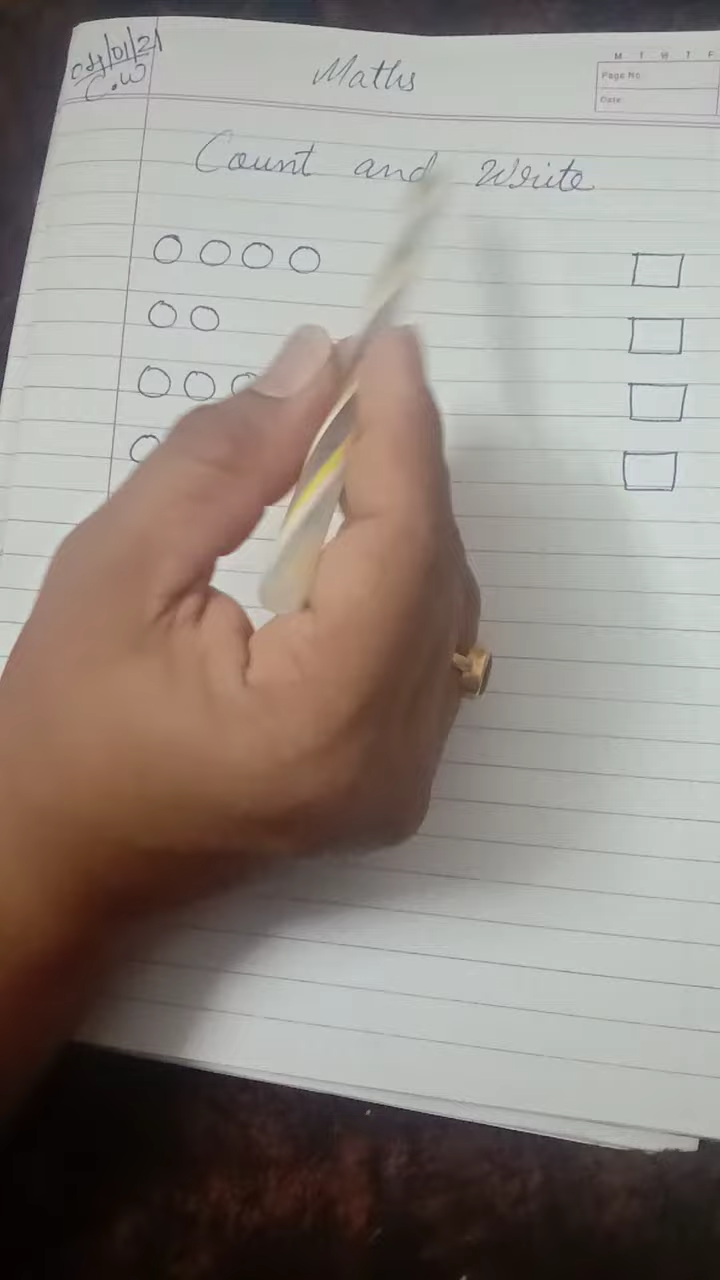 04/01/21
C.W
Maths
M T W T F
Page No
Date:
Count and Write